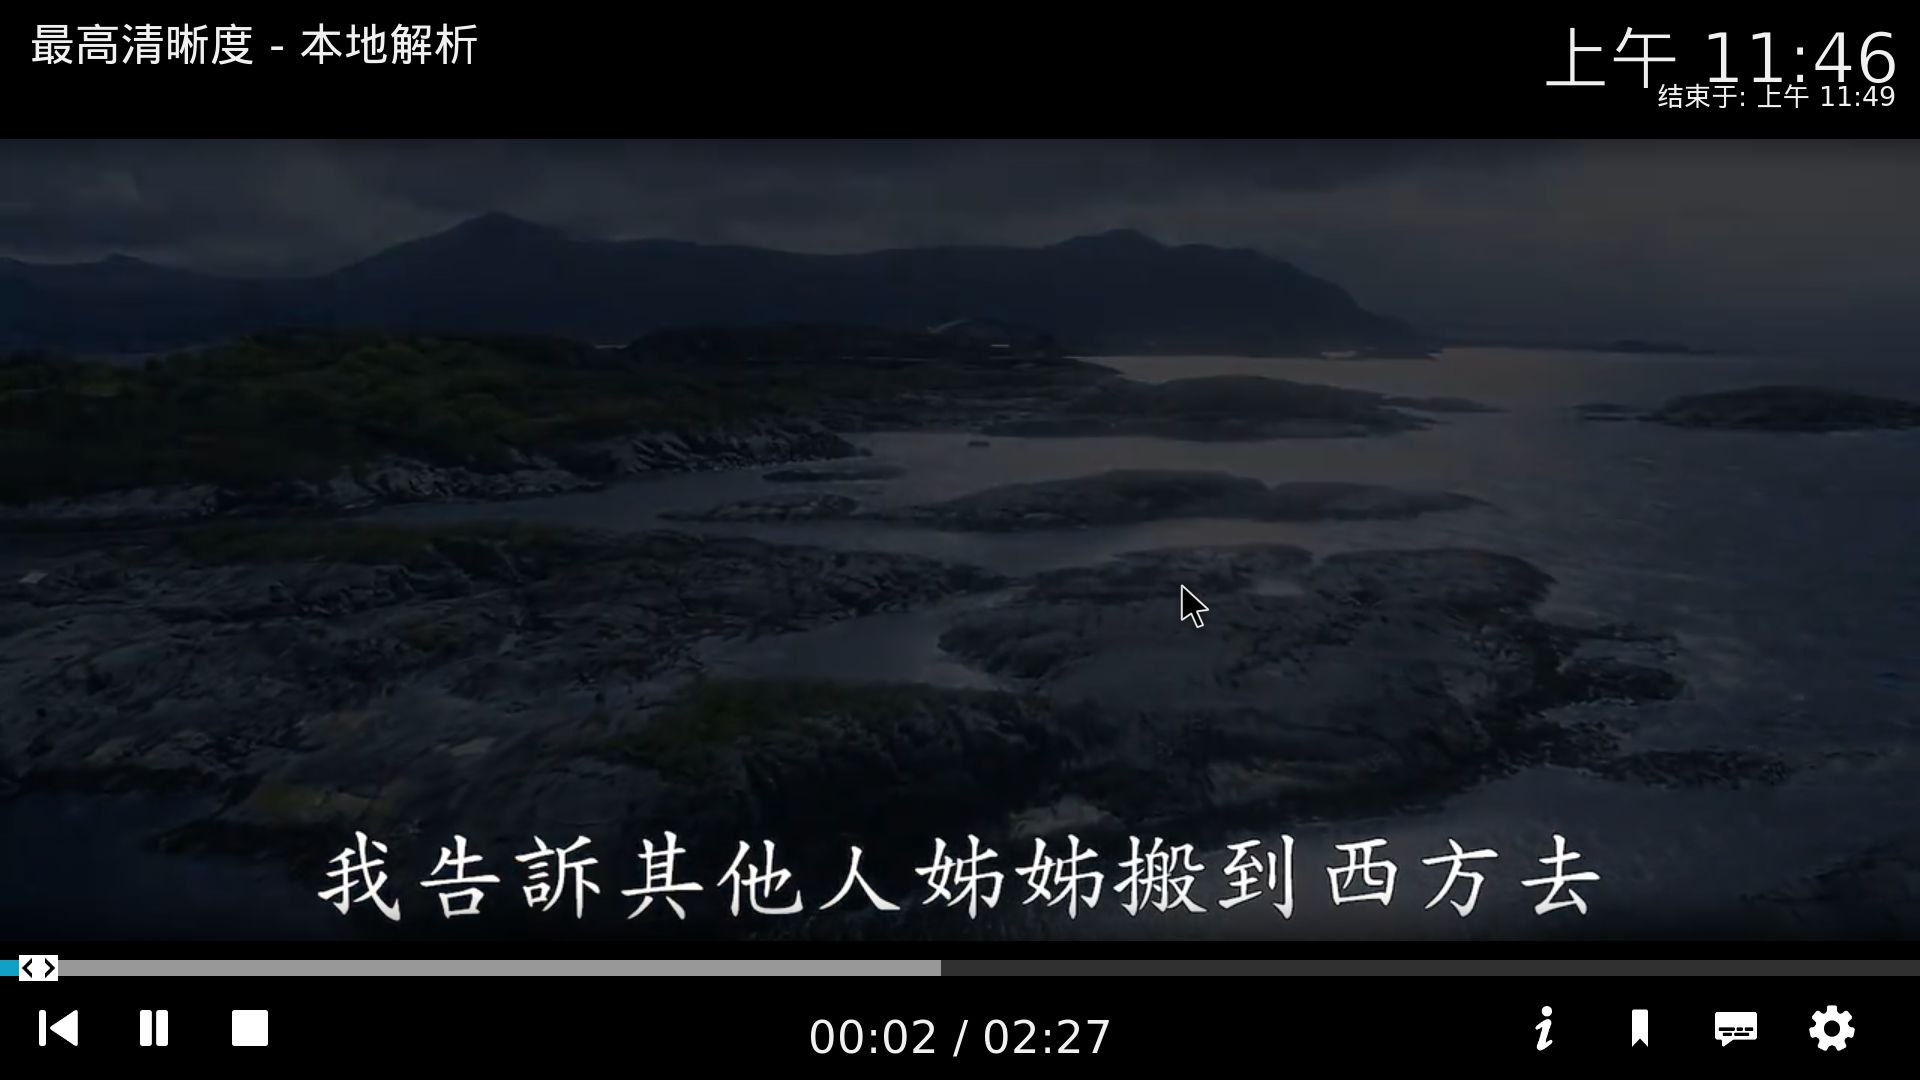 最高清晰度 - 本地解析
上午 11:46
结束于: 上午 11:49
我告訴其他人姊姊搬到西方去
00:02 / 02:27